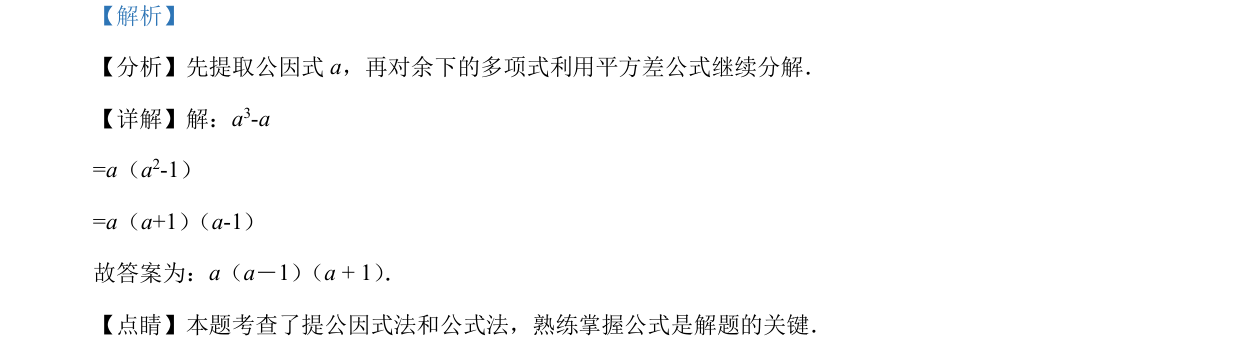 【解析】
【分析】先提取公因式 a，再对余下的多项式利用平方差公式继续分解．
【详解】解：a³-a
=a（a²-1）
=a（a+1）（a-1）
故答案为：a（a－1）（a + 1）．
【点睛】本题考查了提公因式法和公式法，熟练掌握公式是解题的关键．